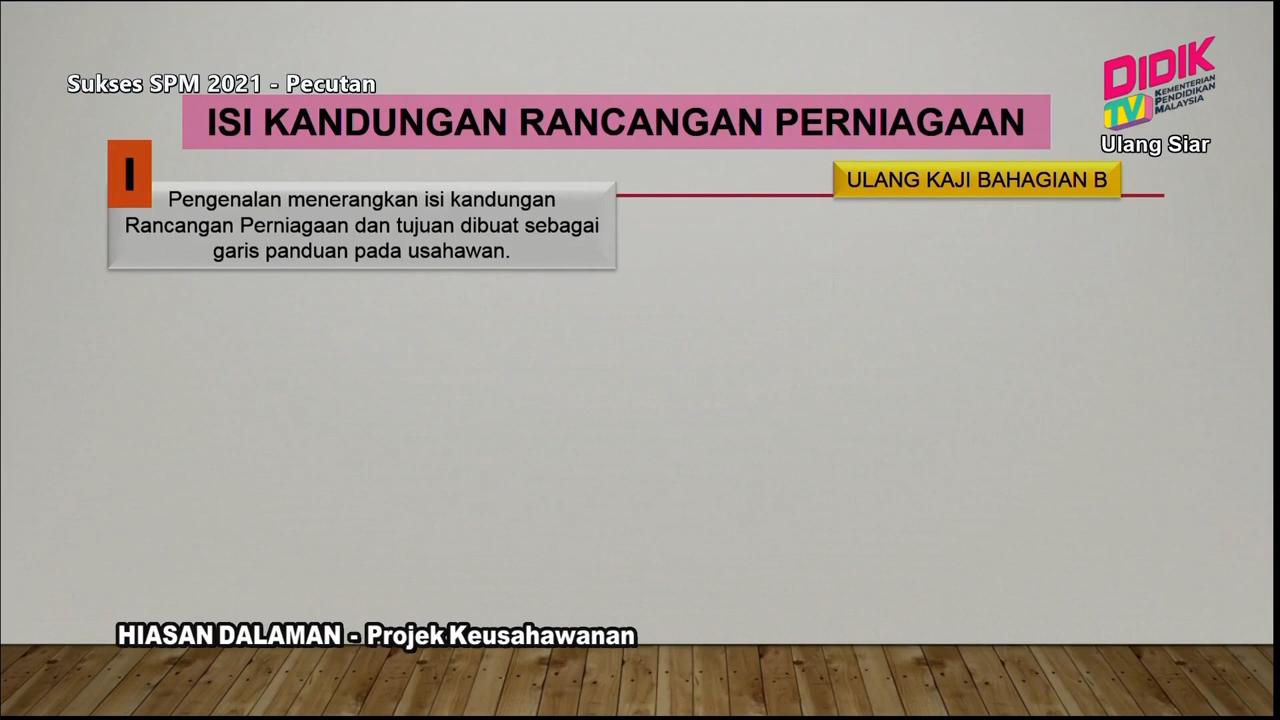 Sukses SPM 2021 - Pecutan
DIDIK
TV
KEMENTERIAN
PENDIDIKAN
MALAYSIA
KPM
Ulang Siar
ISI KANDUNGAN RANCANGAN PERNIAGAAN
ULANG KAJI BAHAGIAN B
I
Pengenalan menerangkan isi kandungan
Rancangan Perniagaan dan tujuan dibuat sebagai
garis panduan pada usahawan.
HIASAN DALAMAN - Projek Keusahawanan